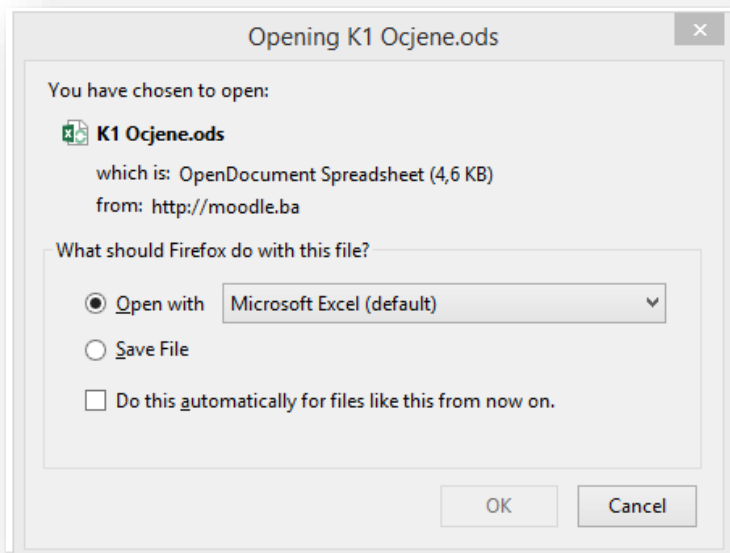 Opening K1 Ocjene.ods
You have chosen to open:
K1 Ocjene.ods
which is: OpenDocument Spreadsheet (4,6 KB)
from: http://moodle.ba
What should Firefox do with this file?
Open with Microsoft Excel (default)
Save File
Do this automatically for files like this from now on.
OK Cancel